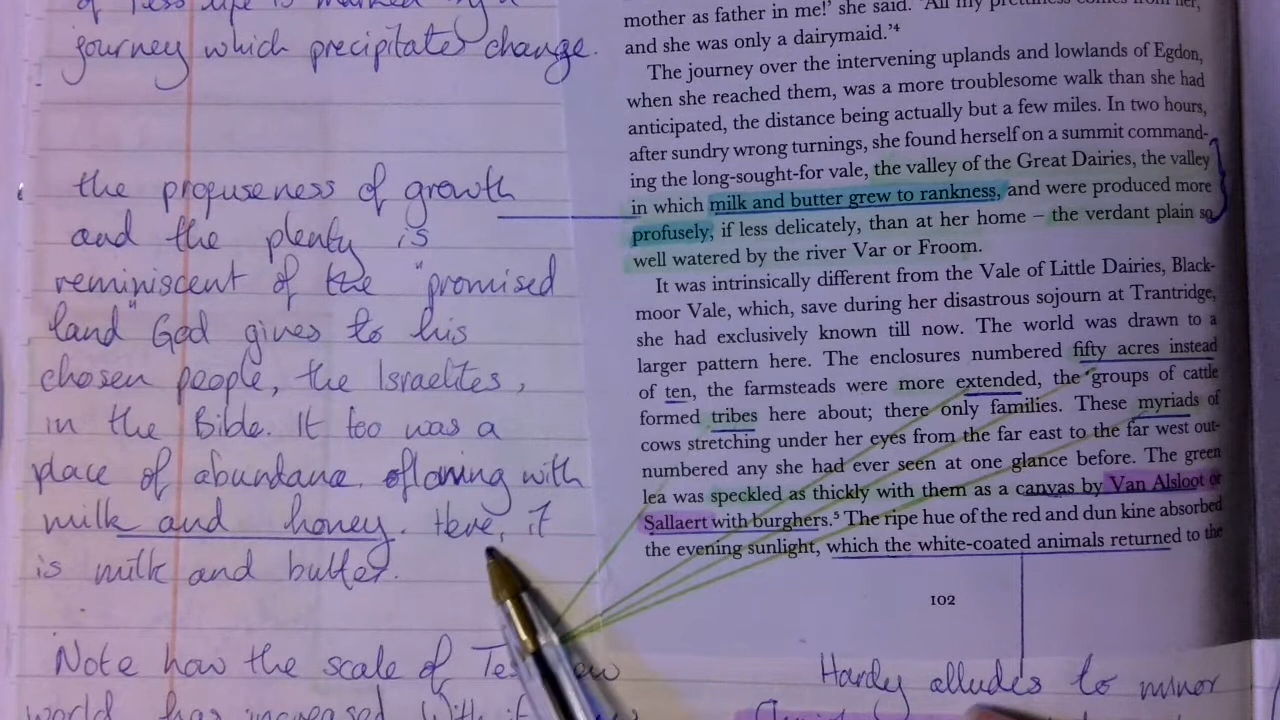 of Tess' life is marked by a
journey which precipitates change.
the profuseness of growth
and the plenty is
reminiscent of the "promised
land" God gives to his
chosen people, the Israelites,
in the Bible. It too was a
place of abundance flowing with
milk and honey. Here, it
is milk and butter.
Note how the scale of
world has increased with
mother as father in me!' she said. 'All my prettiness comes from her,
and she was only a dairymaid.'4
The journey over the intervening uplands and lowlands of Egdon,
when she reached them, was a more troublesome walk than she had
anticipated, the distance being actually but a few miles. In two hours,
after sundry wrong turnings, she found herself on a summit command-
ing the long-sought-for vale, the valley of the Great Dairies, the valley
in which milk and butter grew to rankness, and were produced more
profusely, if less delicately, than at her home – the verdant plain so
well watered by the river Var or Froom.
It was intrinsically different from the Vale of Little Dairies, Black-
moor Vale, which, save during her disastrous sojourn at Trantridge,
she had exclusively known till now. The world was drawn to a
larger pattern here. The enclosures numbered fifty acres instead
of ten, the farmsteads were more extended, the groups of cattle
formed tribes here about; there only families. These myriads of
cows stretching under her eyes from the far east to the far west out-
numbered any she had ever seen at one glance before. The green
lea was speckled as thickly with them as a canvas by Van Alsloot or
Sallaert with burghers.5 The ripe hue of the red and dun kine absorbed
the evening sunlight, which the white-coated animals returned to the
102
Hardy alludes to minor